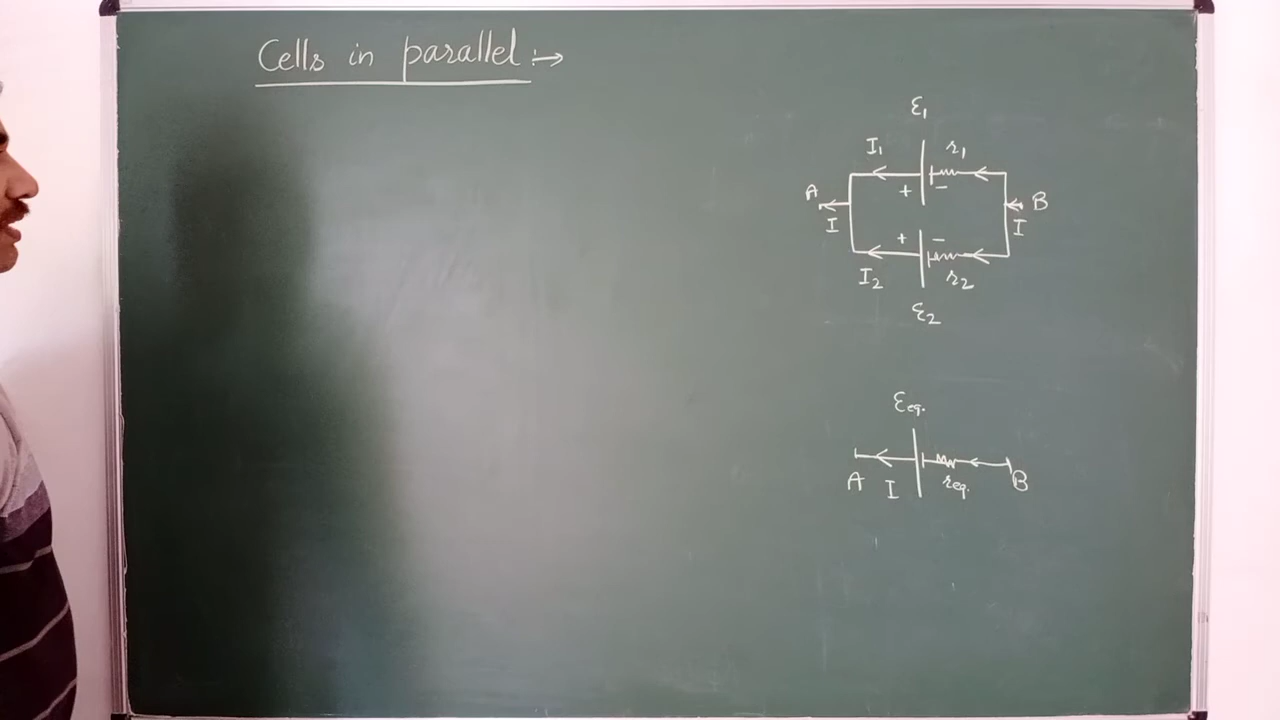 Cells in parallel :→
ε₁
I₁ r₁
+ −
A B
I I
+ −
I₂ r₂
ε₂
εeq.
A I req. B